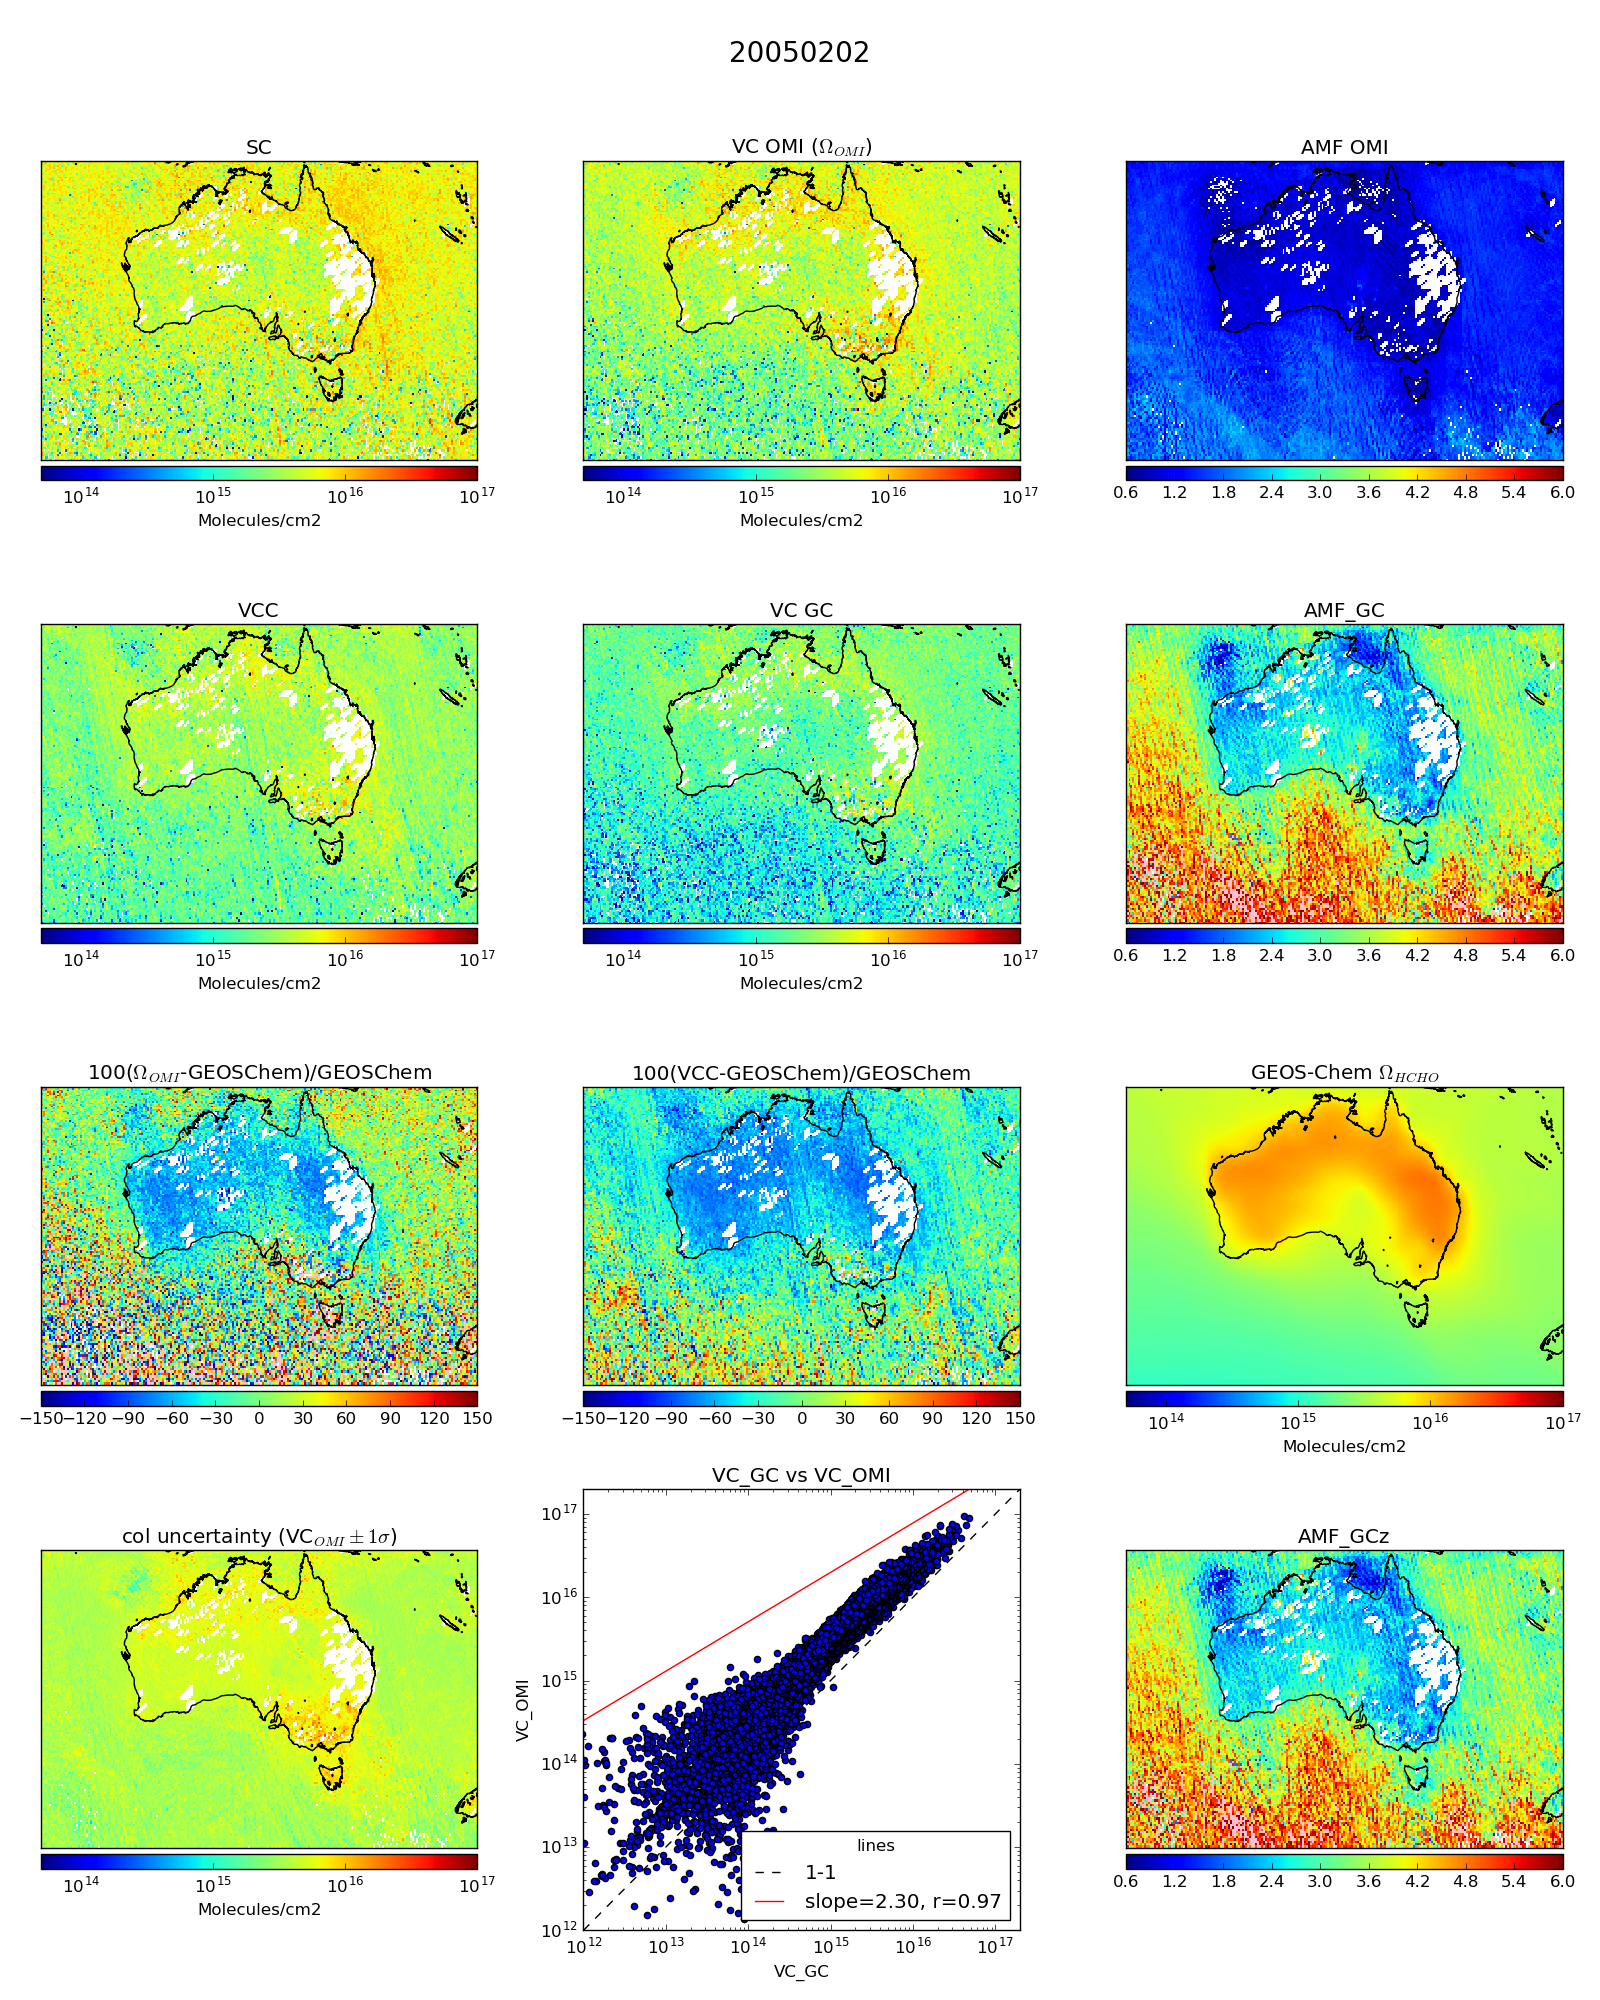 20050202
SC
10^14 10^15 10^16 10^17
Molecules/cm2
VC OMI (Ω_OMI)
10^14 10^15 10^16 10^17
Molecules/cm2
AMF OMI
0.6 1.2 1.8 2.4 3.0 3.6 4.2 4.8 5.4 6.0
VCC
10^14 10^15 10^16 10^17
Molecules/cm2
VC GC
10^14 10^15 10^16 10^17
Molecules/cm2
AMF_GC
0.6 1.2 1.8 2.4 3.0 3.6 4.2 4.8 5.4 6.0
100(Ω_OMI-GEOSChem)/GEOSChem
−150 −120 −90 −60 −30 0 30 60 90 120 150
100(VCC-GEOSChem)/GEOSChem
−150 −120 −90 −60 −30 0 30 60 90 120 150
GEOS-Chem Ω_HCHO
10^14 10^15 10^16 10^17
Molecules/cm2
col uncertainty (VC_OMI ± 1σ)
10^14 10^15 10^16 10^17
Molecules/cm2
VC_GC vs VC_OMI
10^17
10^16
10^15
10^14
10^13
10^12
VC_OMI
lines
1-1
slope=2.30, r=0.97
10^12 10^13 10^14 10^15 10^16 10^17
VC_GC
AMF_GCz
0.6 1.2 1.8 2.4 3.0 3.6 4.2 4.8 5.4 6.0